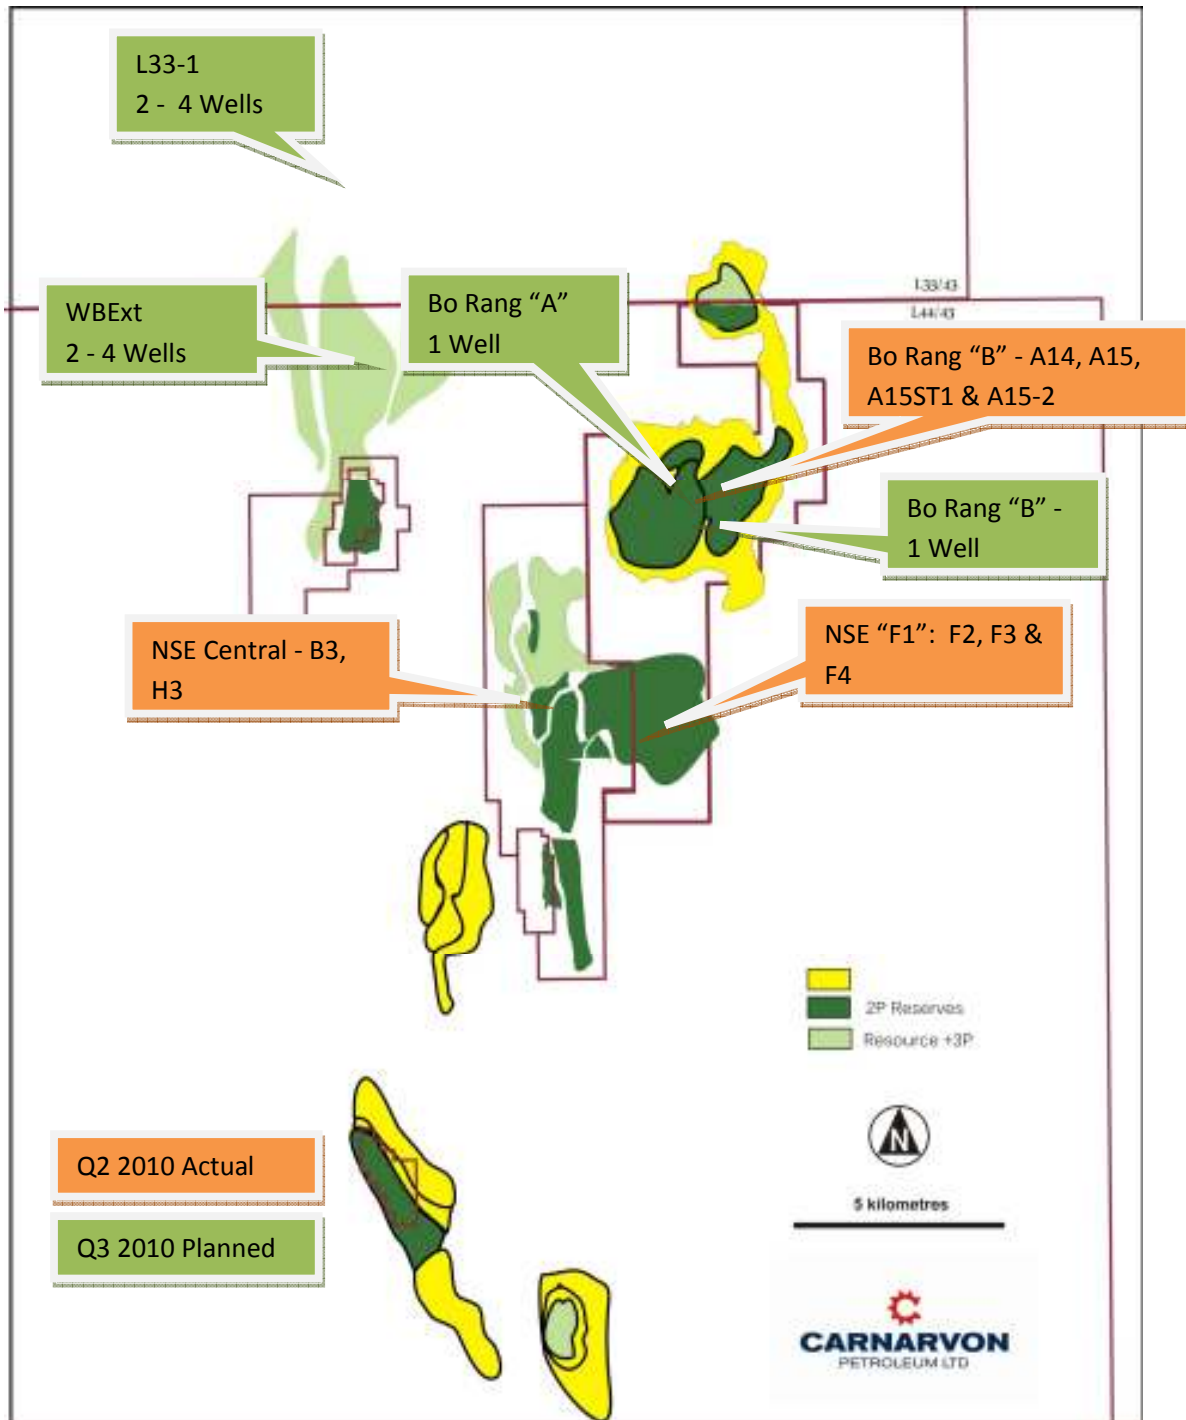 L33-1
2 - 4 Wells
WBExt
2 - 4 Wells
Bo Rang “A”
1 Well
L33/43
L44/43
Bo Rang “B” - A14, A15,
A15ST1 & A15-2
Bo Rang “B” -
1 Well
NSE Central - B3,
H3
NSE “F1”: F2, F3 &
F4
2P Reserves
Resource +3P
N
5 kilometres
Q2 2010 Actual
Q3 2010 Planned
CARNARVON
PETROLEUM LTD